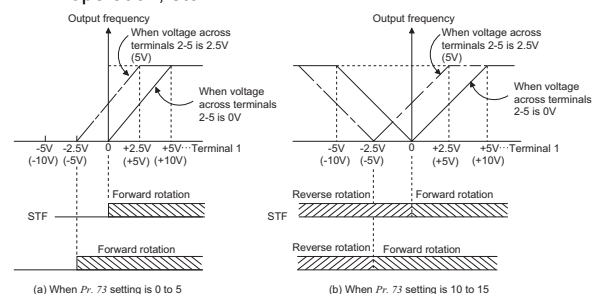 Output frequency
When voltage across
terminals 2-5 is 2.5V
(5V)
When voltage
across terminals
2-5 is 0V
-5V -2.5V 0 +2.5V +5V Terminal 1
(-10V) (-5V) (+5V) (+10V)
Forward rotation
STF
Forward rotation
(a) When Pr. 73 setting is 0 to 5
Output frequency
When voltage across
terminals 2-5 is 2.5V
(5V)
When voltage
across terminals
2-5 is 0V
-5V -2.5V 0 +2.5V +5V Terminal 1
(-10V) (-5V) (+5V) (+10V)
Reverse rotation Forward rotation
STF
Reverse rotation Forward rotation
(b) When Pr. 73 setting is 10 to 15